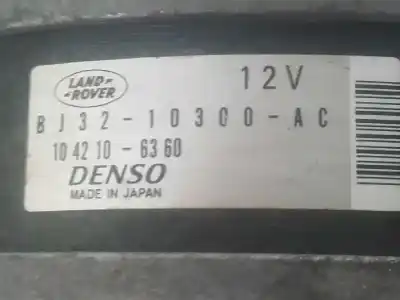 LAND-
-ROVER
12V
BJ32-10300-AC
104210-6360
DENSO
MADE IN JAPAN